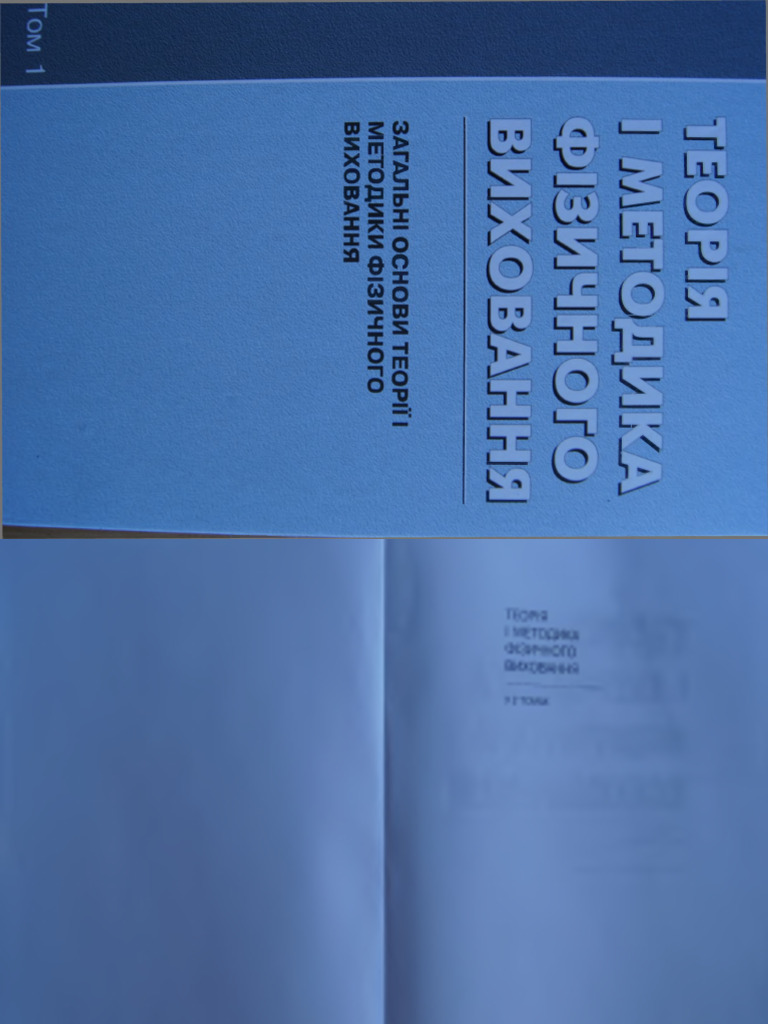 ТЕОРІЯ
І МЕТОДИКА
ФІЗИЧНОГО
ВИХОВАННЯ
ЗАГАЛЬНІ ОСНОВИ ТЕОРІЇ І
МЕТОДИКИ ФІЗИЧНОГО
ВИХОВАННЯ
Том 1
ТЕОРІЯ
І МЕТОДИКА
ФІЗИЧНОГО
ВИХОВАННЯ